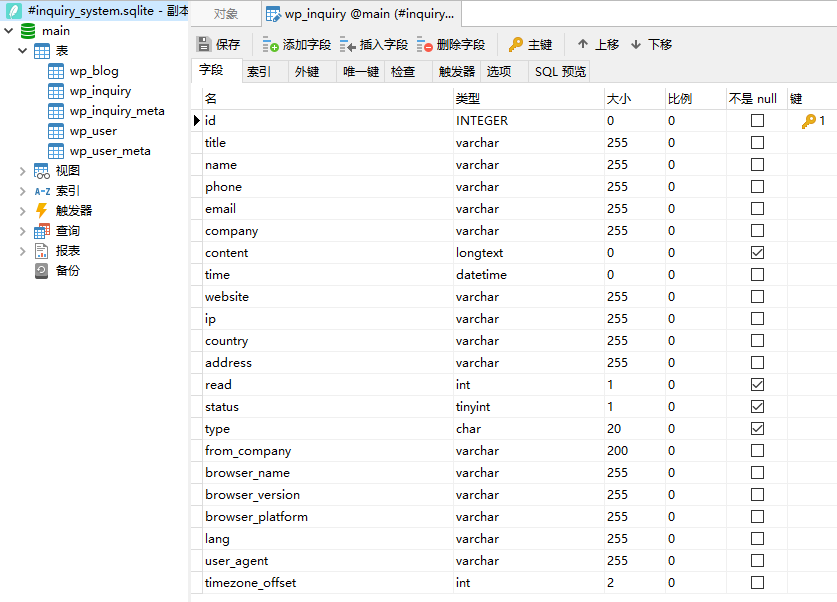 #inquiry_system.sqlite - 副本
main
表
wp_blog
wp_inquiry
wp_inquiry_meta
wp_user
wp_user_meta
视图
A-Z 索引
触发器
查询
报表
备份
对象 wp_inquiry @main (#inquiry...
保存 添加字段 插入字段 删除字段 主键 上移 下移
字段 索引 外键 唯一键 检查 触发器 选项 SQL 预览
名 类型 大小 比例 不是 null 键
id INTEGER 0 0 1
title varchar 255 0
name varchar 255 0
phone varchar 255 0
email varchar 255 0
company varchar 255 0
content longtext 0 0
time datetime 0 0
website varchar 255 0
ip varchar 255 0
country varchar 255 0
address varchar 255 0
read int 1 0
status tinyint 1 0
type char 20 0
from_company varchar 200 0
browser_name varchar 255 0
browser_version varchar 255 0
browser_platform varchar 255 0
lang varchar 255 0
user_agent varchar 255 0
timezone_offset int 2 0